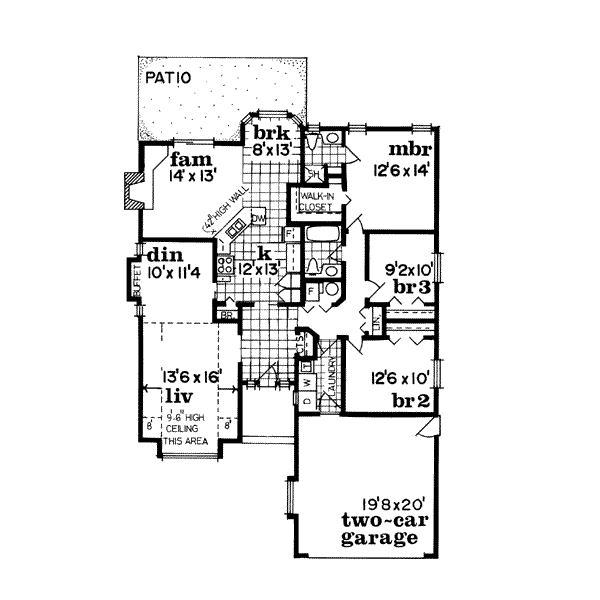 PATIO
brk
8'x13'
fam
14' x 13'
mbr
12'6 x 14'
SH
WALK-IN
CLOSET
(42" HIGH WALL
DW
F
din
10' x 11'4
k
12'x13'
BUFFET
9'2x10'
br3
F
BR.
LIN.
CTS
13'6 x 16'
liv
LAUNDRY
T
W
D
12'6 x 10'
br2
9'-6" HIGH
CEILING
THIS AREA
8'
8'
19'8x20'
two-car
garage